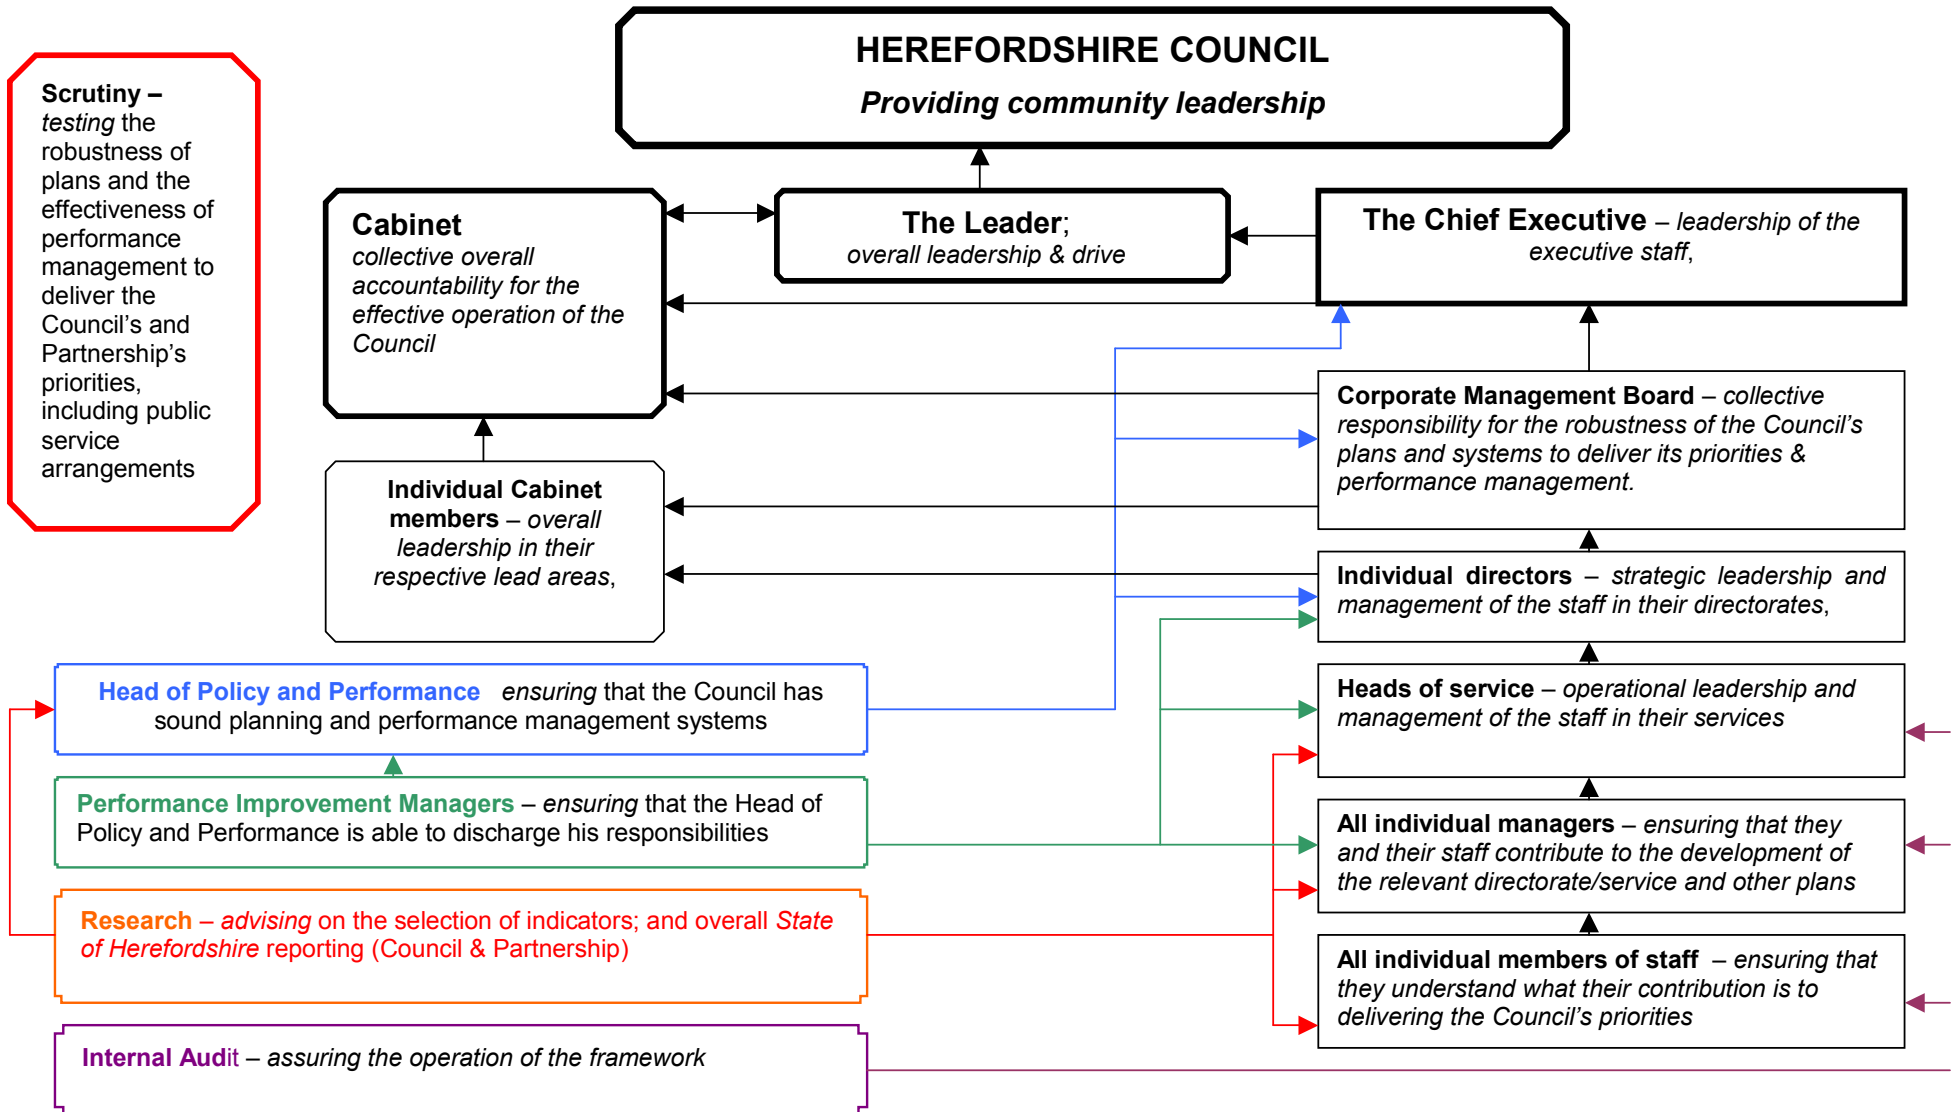 HEREFORDSHIRE COUNCIL
Providing community leadership
Scrutiny –
testing the
robustness of
plans and the
effectiveness of
performance
management to
deliver the
Council’s and
Partnership’s
priorities,
including public
service
arrangements
Cabinet
collective overall
accountability for the
effective operation of the
Council
The Leader;
overall leadership & drive
The Chief Executive – leadership of the
executive staff,
Corporate Management Board – collective
responsibility for the robustness of the Council’s
plans and systems to deliver its priorities &
performance management.
Individual Cabinet
members – overall
leadership in their
respective lead areas,
Individual directors – strategic leadership and
management of the staff in their directorates,
Head of Policy and Performance ensuring that the Council has
sound planning and performance management systems
Heads of service – operational leadership and
management of the staff in their services
Performance Improvement Managers – ensuring that the Head of
Policy and Performance is able to discharge his responsibilities
All individual managers – ensuring that they
and their staff contribute to the development of
the relevant directorate/service and other plans
Research – advising on the selection of indicators; and overall State
of Herefordshire reporting (Council & Partnership)
All individual members of staff – ensuring that
they understand what their contribution is to
delivering the Council’s priorities
Internal Audit – assuring the operation of the framework